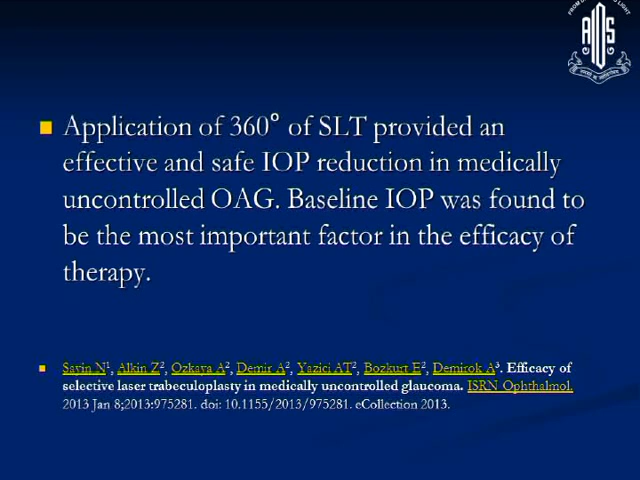 Application of 360° of SLT provided an
effective and safe IOP reduction in medically
uncontrolled OAG. Baseline IOP was found to
be the most important factor in the efficacy of
therapy.
Sayin N¹, Alkin Z², Ozkaya A², Demir A², Yazici AT², Bozkurt E², Demirok A³. Efficacy of
selective laser trabeculoplasty in medically uncontrolled glaucoma. ISRN Ophthalmol.
2013 Jan 8;2013:975281. doi: 10.1155/2013/975281. eCollection 2013.